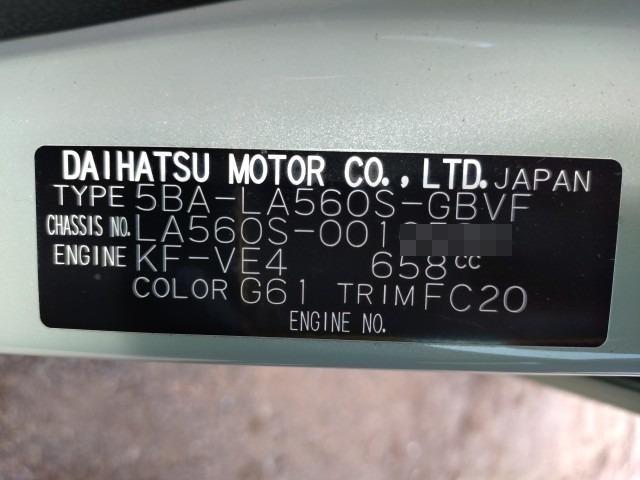 DAIHATSU MOTOR CO., LTD. JAPAN
TYPE 5BA-LA560S-GBVF
CHASSIS NO. LA560S-001
ENGINE KF-VE4 658cc
COLOR G61 TRIM FC20
ENGINE NO.